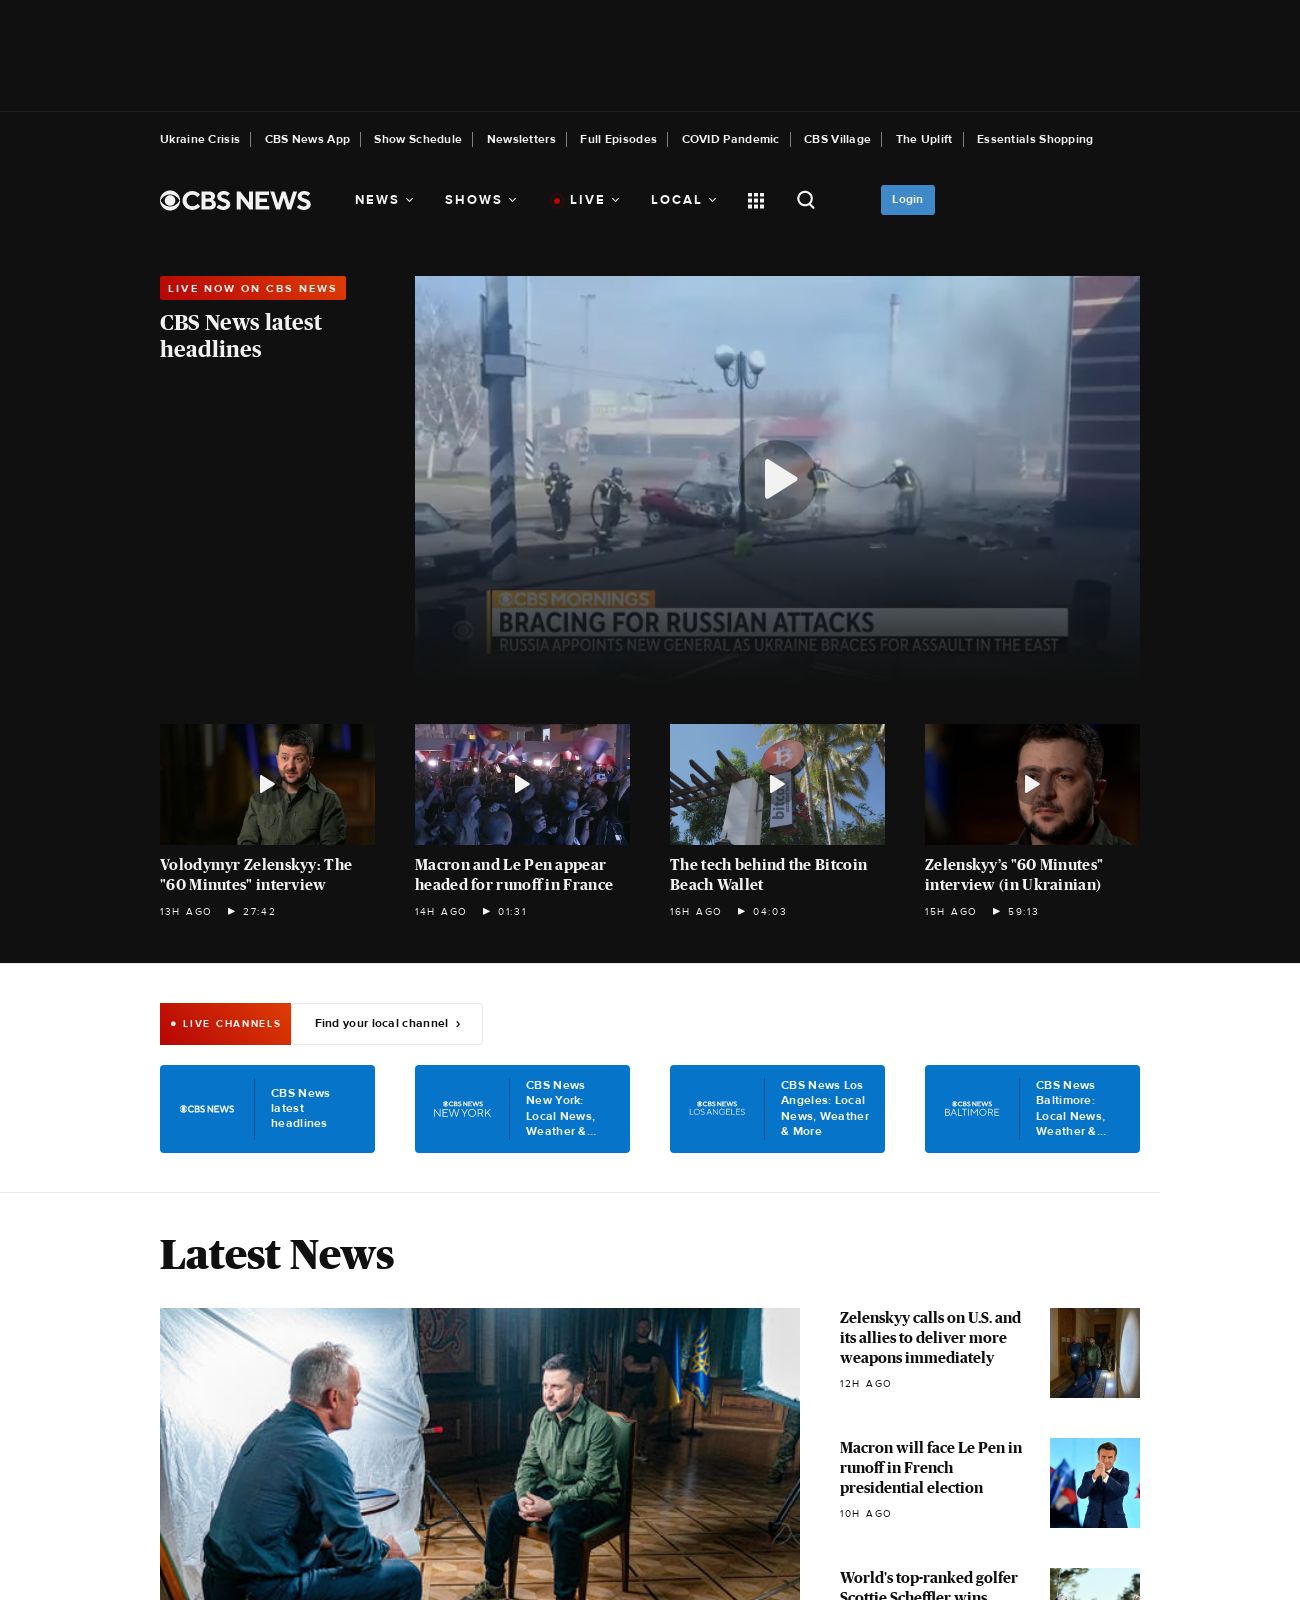 Ukraine Crisis
CBS News App
Show Schedule
Newsletters
Full Episodes
COVID Pandemic
CBS Village
The Uplift
Essentials Shopping
CBS NEWS
NEWS
SHOWS
LIVE
LOCAL
Login
LIVE NOW ON CBS NEWS
CBS News latest
headlines
CBS MORNINGS
BRACING FOR RUSSIAN ATTACKS
RUSSIA APPOINTS NEW GENERAL AS UKRAINE BRACES FOR ASSAULT IN THE EAST
bitcoin
Volodymyr Zelenskyy: The
"60 Minutes" interview
13H AGO 27:42
Macron and Le Pen appear
headed for runoff in France
14H AGO 01:31
The tech behind the Bitcoin
Beach Wallet
16H AGO 04:03
Zelenskyy’s "60 Minutes"
interview (in Ukrainian)
15H AGO 59:13
LIVE CHANNELS
Find your local channel ›
CBS NEWS
CBS News
latest
headlines
CBS NEWS
NEW YORK
CBS News
New York:
Local News,
Weather &...
CBS NEWS
LOS ANGELES
CBS News Los
Angeles: Local
News, Weather
& More
CBS NEWS
BALTIMORE
CBS News
Baltimore:
Local News,
Weather &...
Latest News
Zelenskyy calls on U.S. and
its allies to deliver more
weapons immediately
12H AGO
Macron will face Le Pen in
runoff in French
presidential election
10H AGO
World's top-ranked golfer
Scottie Scheffler wins